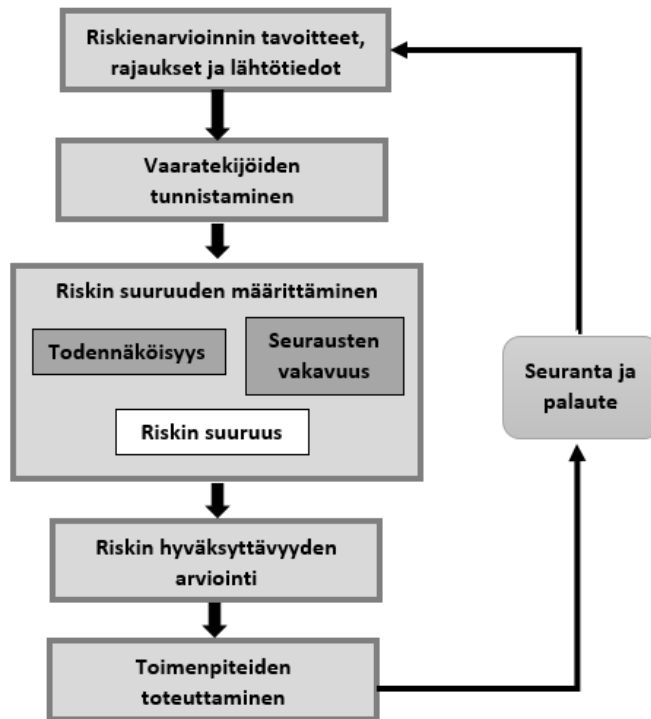 Riskienarvioinnin tavoitteet,
rajaukset ja lähtötiedot
Vaaratekijöiden
tunnistaminen
Riskin suuruuden määrittäminen
Todennäköisyys
Seurausten
vakavuus
Riskin suuruus
Riskin hyväksyttävyyden
arviointi
Toimenpiteiden
toteuttaminen
Seuranta ja
palaute